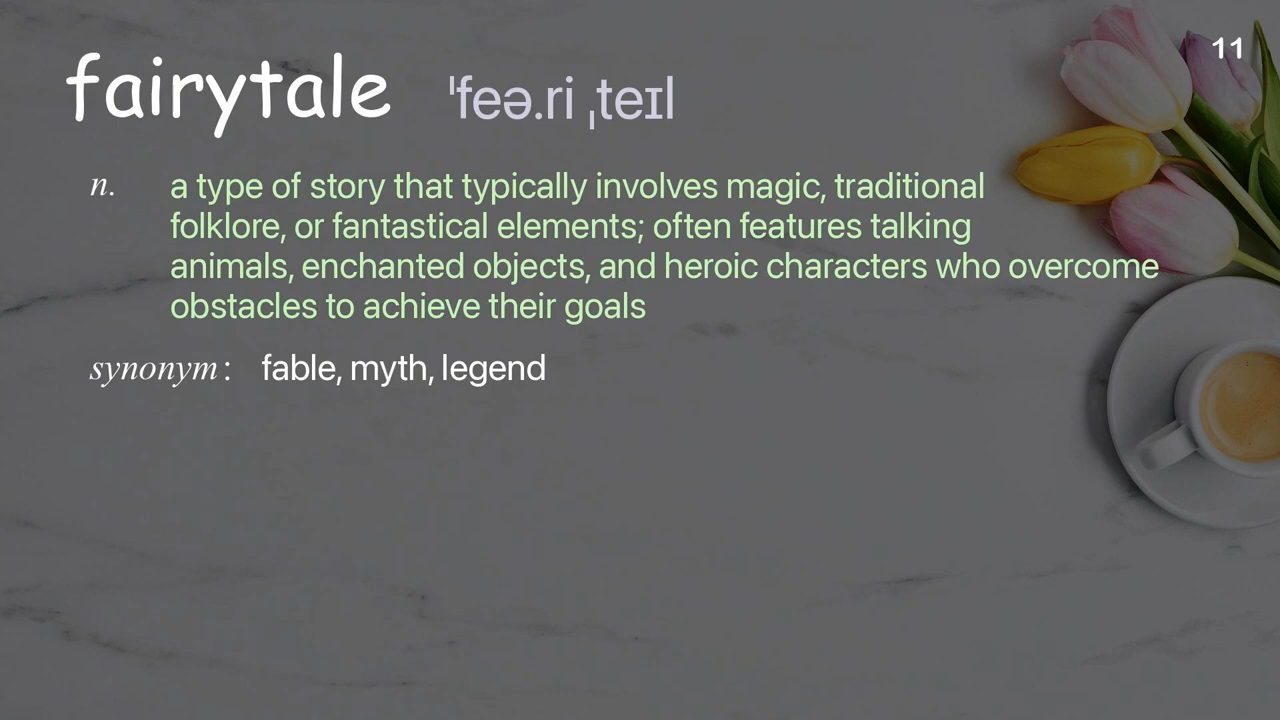 11
fairytale ˈfeə.ri ˌteɪl
n. a type of story that typically involves magic, traditional
folklore, or fantastical elements; often features talking
animals, enchanted objects, and heroic characters who overcome
obstacles to achieve their goals
synonym: fable, myth, legend